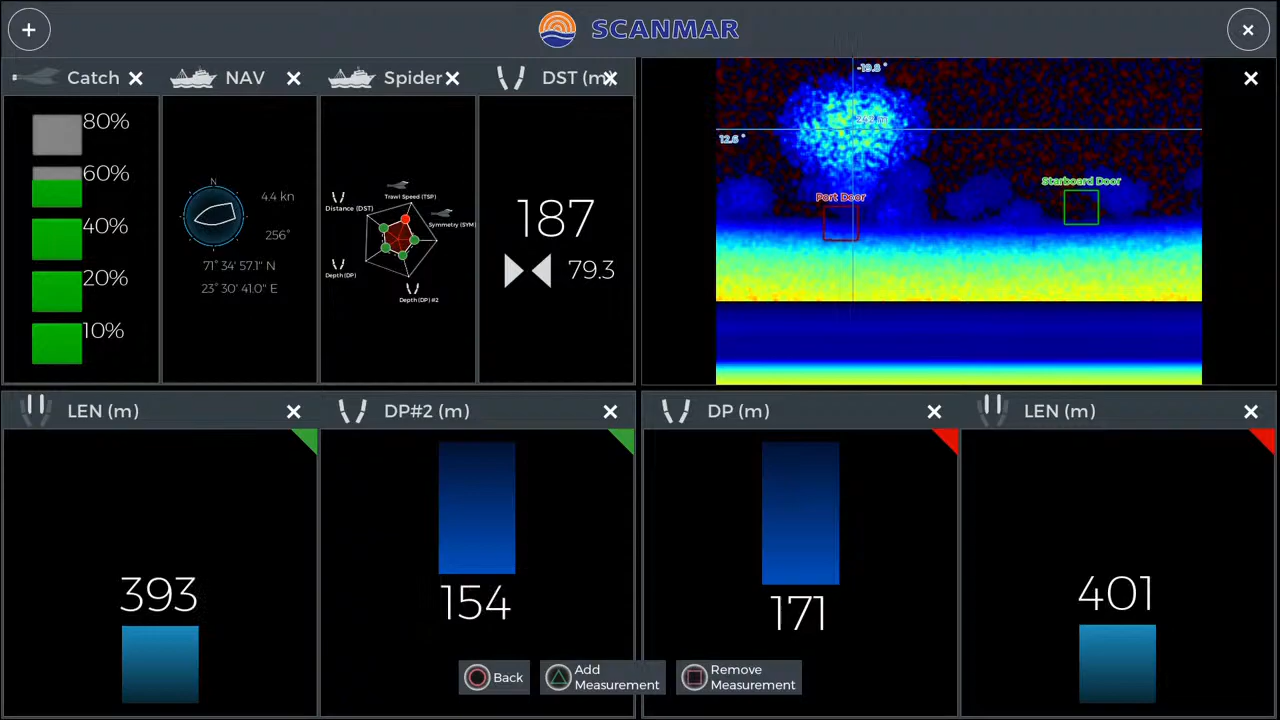 SCANMAR
Catch
NAV
Spider
DST (m)
80%
60%
40%
20%
10%
N
4.4 kn
256°
71° 34' 57.1" N
23° 30' 41.0" E
Trawl Speed (TSP)
Distance (DST)
Symmetry (SYM)
Depth (DP)
Depth (DP) #2
187
79.3
-19.8 °
242 m
12.6 °
Port Door
Starboard Door
LEN (m)
DP#2 (m)
DP (m)
LEN (m)
393
154
171
401
Back
Add
Measurement
Remove
Measurement